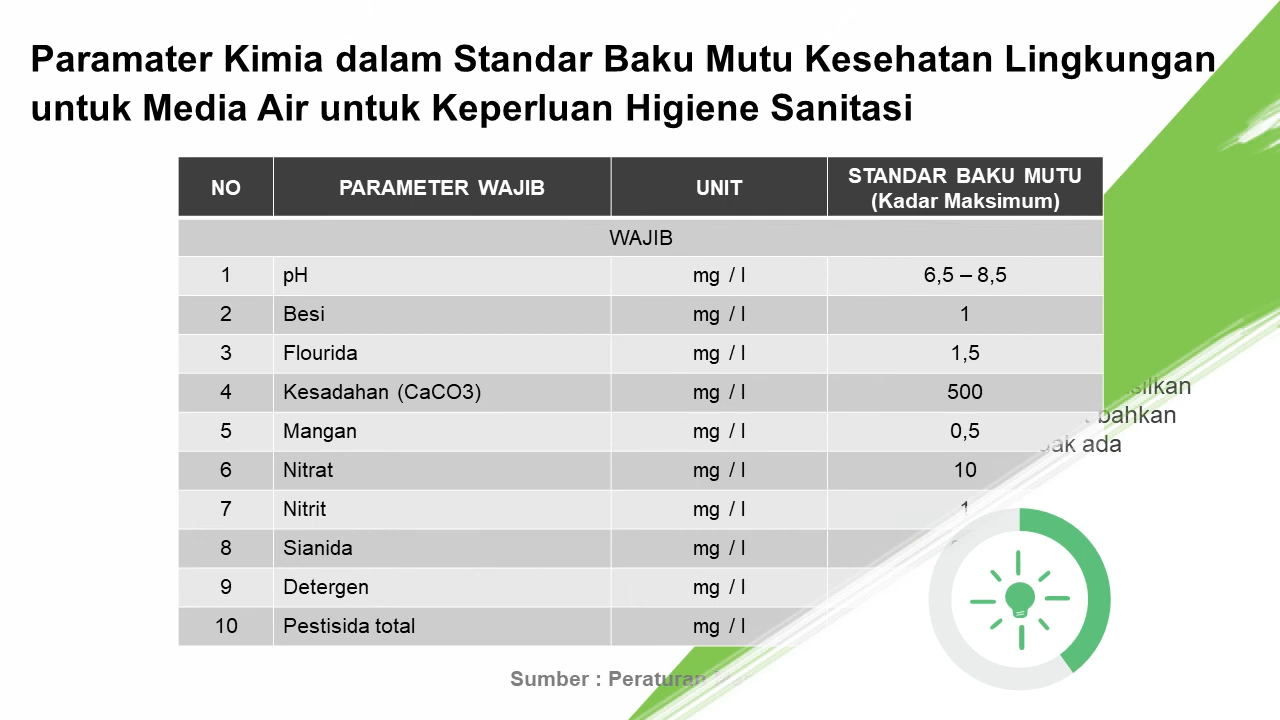 Paramater Kimia dalam Standar Baku Mutu Kesehatan Lingkungan
untuk Media Air untuk Keperluan Higiene Sanitasi
NO PARAMETER WAJIB UNIT STANDAR BAKU MUTU
(Kadar Maksimum)
WAJIB
1 pH mg / l 6,5 – 8,5
2 Besi mg / l 1
3 Flourida mg / l 1,5
4 Kesadahan (CaCO3) mg / l 500
bahkan
5 Mangan mg / l 0,5
ada
6 Nitrat mg / l 10
7 Nitrit mg / l 1
8 Sianida mg / l
9 Detergen mg / l
10 Pestisida total mg / l
Sumber : Peraturan